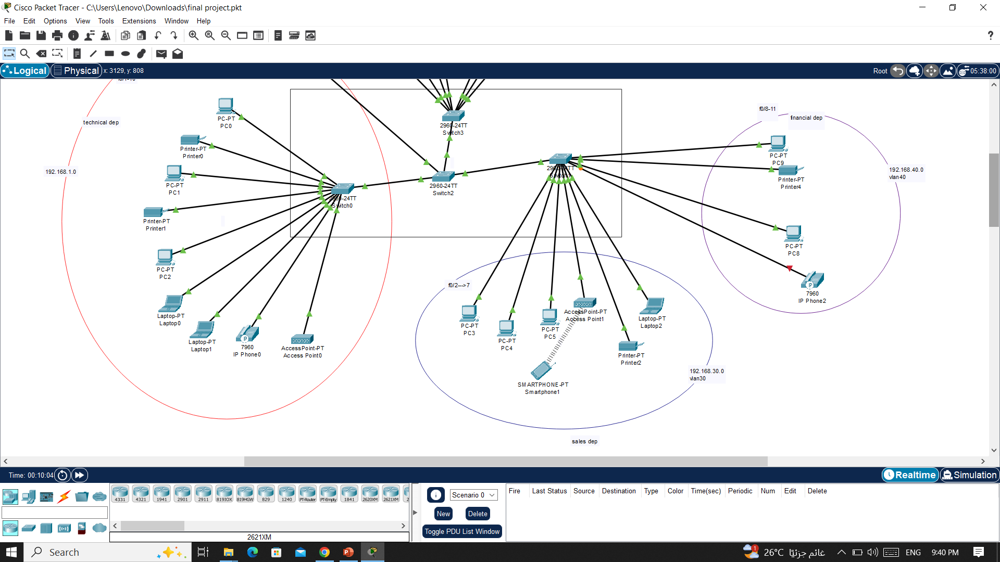 Cisco Packet Tracer - C:\Users\Lenovo\Downloads\final project.pkt
File Edit Options View Tools Extensions Window Help
?
Logical Physical x: 3129, y: 808 Root 05:38:00
technical dep
192.168.1.0
PC-PT
PC0
Printer-PT
Printer0
PC-PT
PC1
Printer-PT
Printer1
PC-PT
PC2
Laptop-PT
Laptop0
Laptop-PT
Laptop1
IP
7960
IP Phone0
AccessPoint-PT
Access Point0
2960-24TT
Switch0
2960-24TT
Switch3
2960-24TT
Switch2
2960-24TT
Switch1
f0/8-11
financial dep
PC-PT
PC9
Printer-PT
Printer4
192.168.40.0
vlan40
PC-PT
PC8
IP
7960
IP Phone2
f0/2--->7
PC-PT
PC3
PC-PT
PC4
PC-PT
PC5
AccessPoint-PT
Access Point1
Laptop-PT
Laptop2
Printer-PT
Printer2
SMARTPHONE-PT
Smartphone1
192.168.30.0
vlan30
sales dep
Time: 00:10:04 Realtime Simulation
4331 4321 1941 2901 2911 819IOX 819HGW 829 1240 PT-Router PT-Empty 1841 2620XM 2621XM
2621XM
Scenario 0
New Delete
Toggle PDU List Window
Fire Last Status Source Destination Type Color Time(sec) Periodic Num Edit Delete
Search
1 26°C غائم جزئيًا ENG 9:40 PM